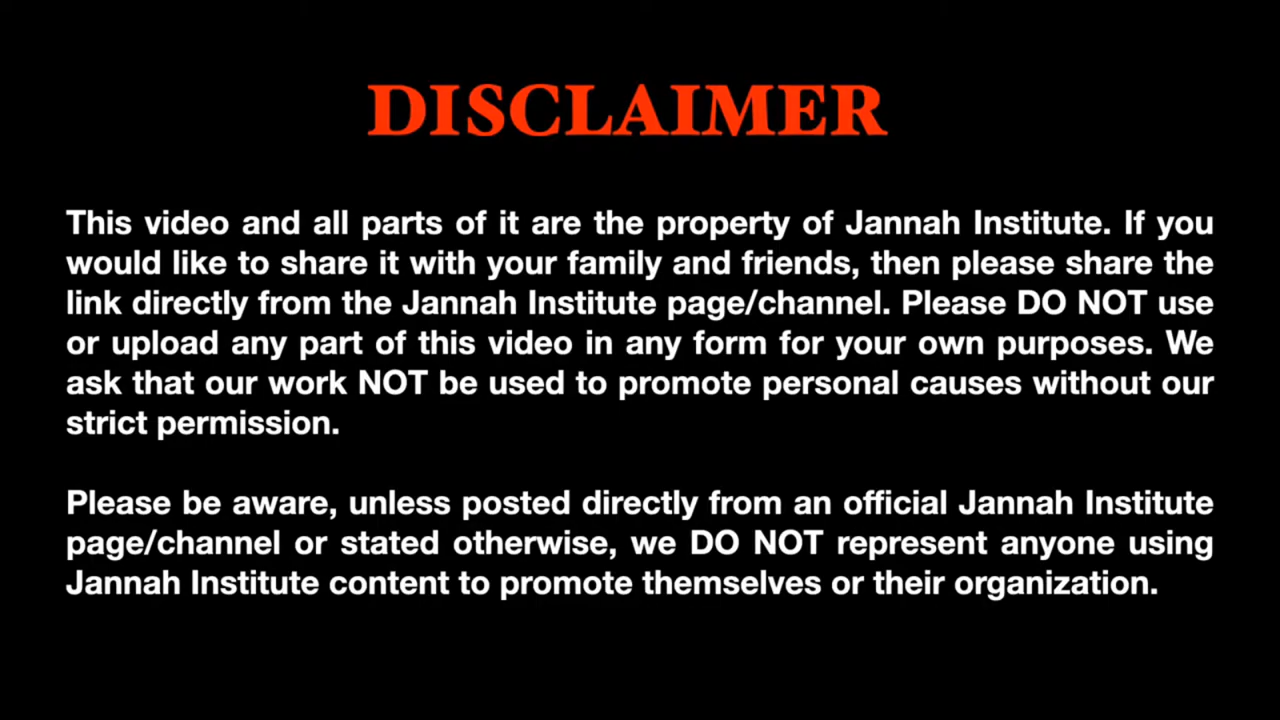 DISCLAIMER
This video and all parts of it are the property of Jannah Institute. If you
would like to share it with your family and friends, then please share the
link directly from the Jannah Institute page/channel. Please DO NOT use
or upload any part of this video in any form for your own purposes. We
ask that our work NOT be used to promote personal causes without our
strict permission.
Please be aware, unless posted directly from an official Jannah Institute
page/channel or stated otherwise, we DO NOT represent anyone using
Jannah Institute content to promote themselves or their organization.